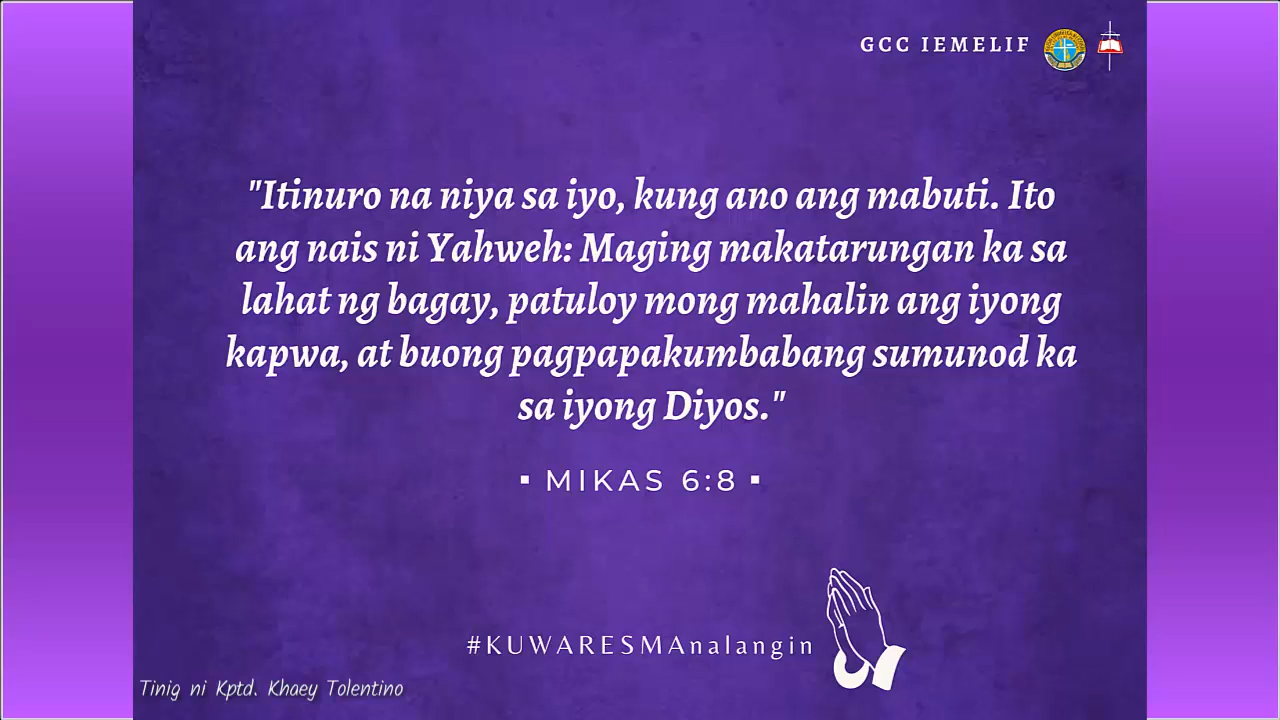 GCC IEMELIF
"Itinuro na niya sa iyo, kung ano ang mabuti. Ito
ang nais ni Yahweh: Maging makatarungan ka sa
lahat ng bagay, patuloy mong mahalin ang iyong
kapwa, at buong pagpapakumbabang sumunod ka
sa iyong Diyos."
▪ MIKAS 6:8 ▪
#KUWARESMAnalangin
Tinig ni Kptd. Khaey Tolentino